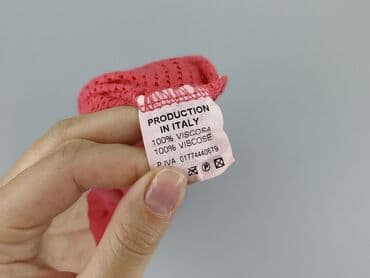 PRODUCTION
IN ITALY
100% VISCOSA
100% VISCOSE
P.IVA 01774440679